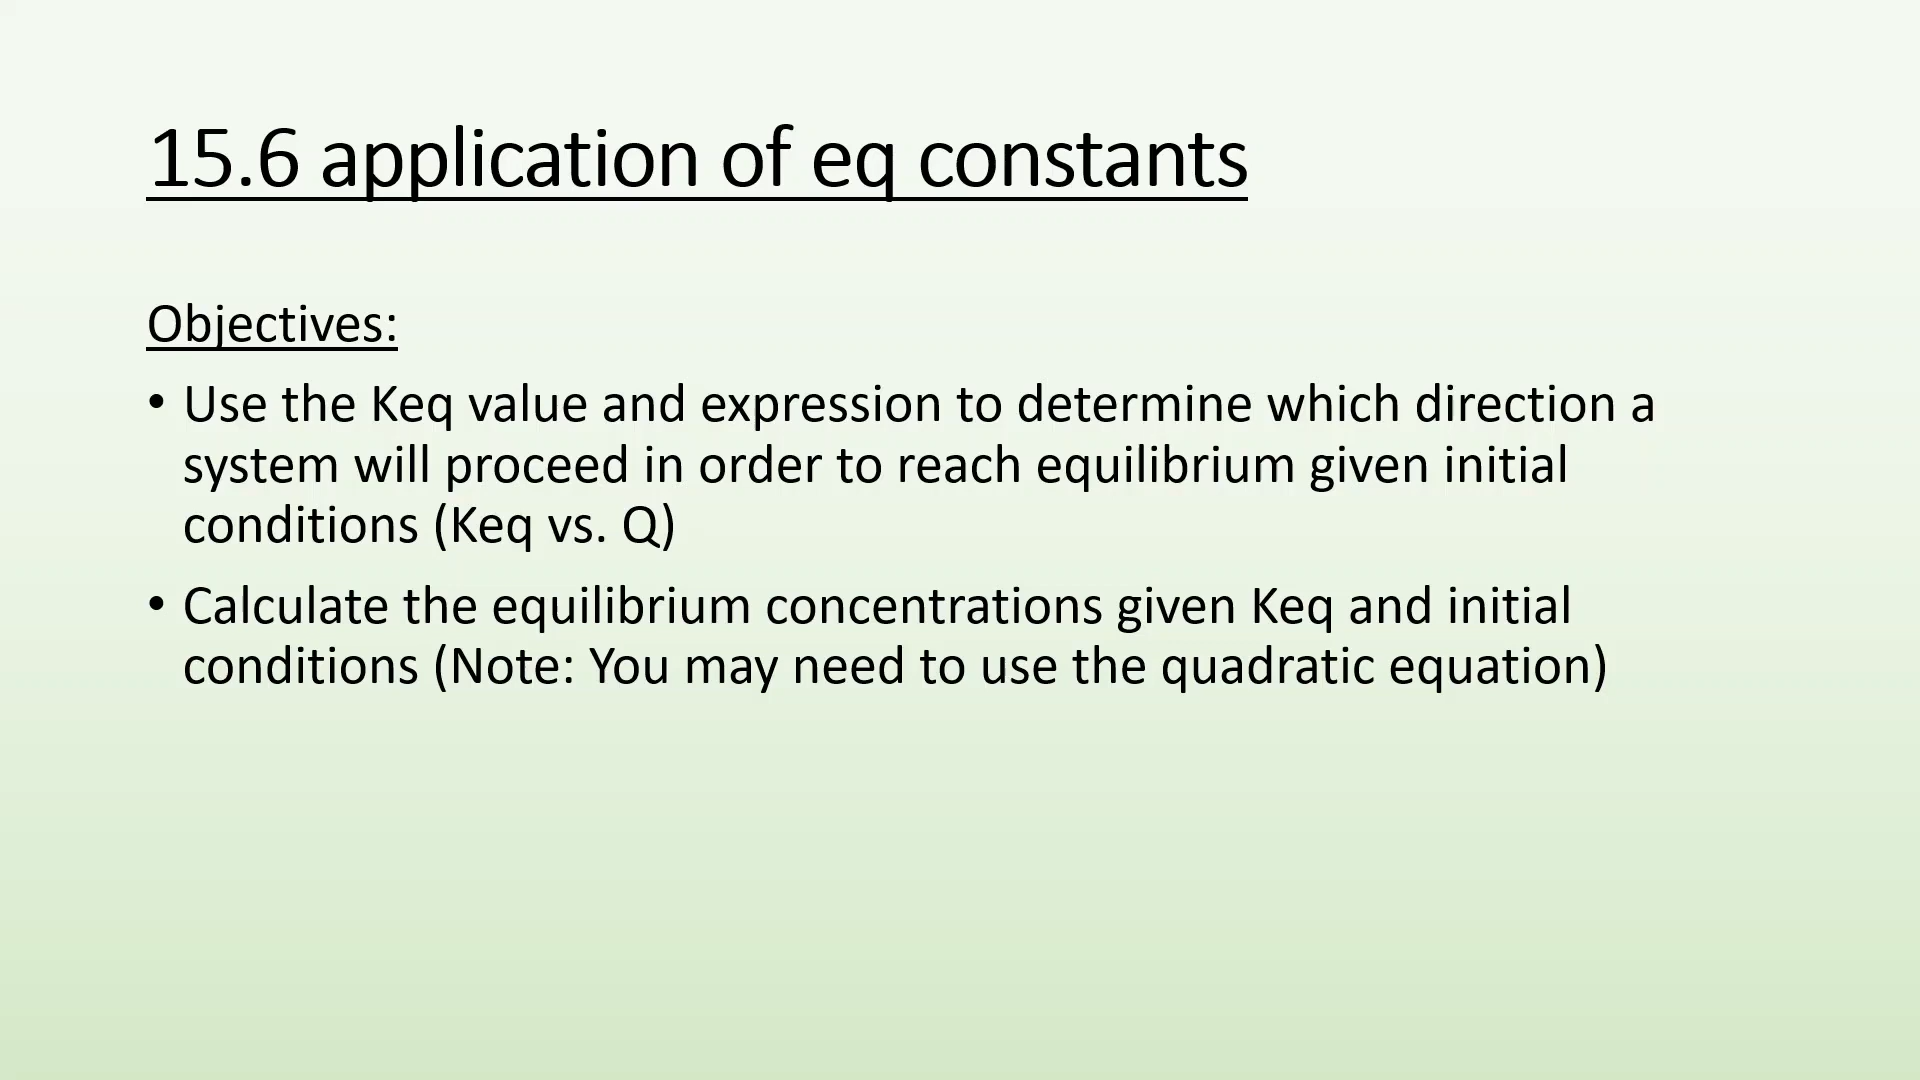 15.6 application of eq constants
Objectives:
• Use the Keq value and expression to determine which direction a
system will proceed in order to reach equilibrium given initial
conditions (Keq vs. Q)
• Calculate the equilibrium concentrations given Keq and initial
conditions (Note: You may need to use the quadratic equation)